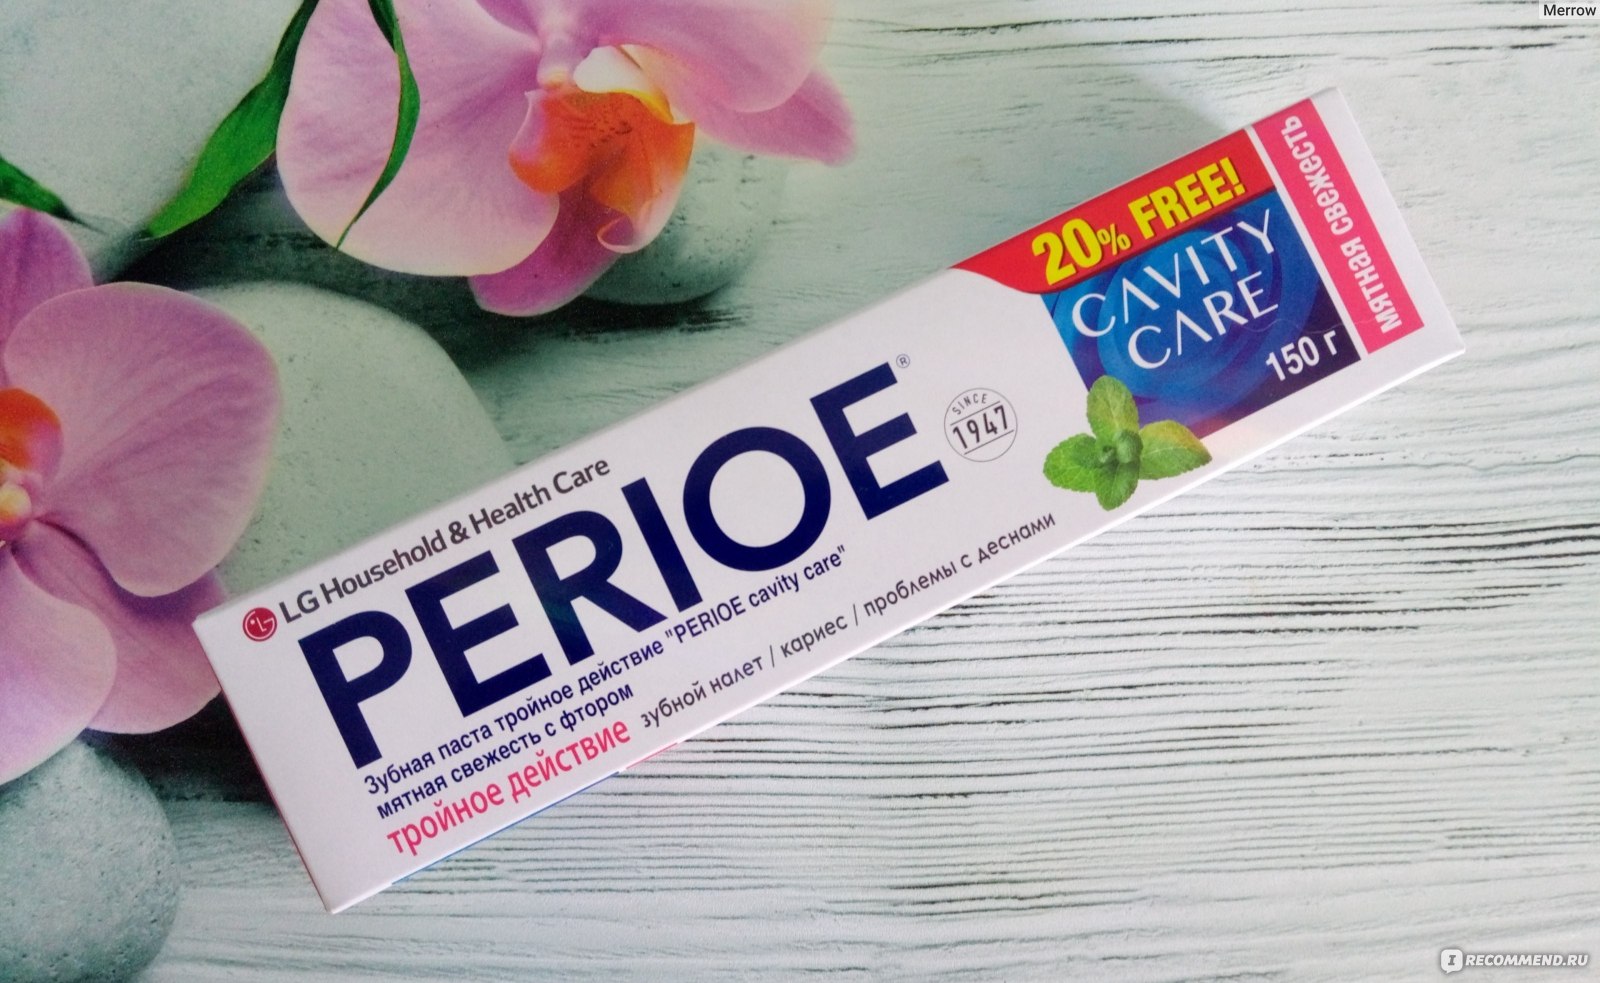 Merrow
LG Household & Health Care
PERIOE®
SINCE
1947
20% FREE!
CAVITY
CARE
150 г
МЯТНАЯ СВЕЖЕСТЬ
Зубная паста тройное действие "PERIOE cavity care"
мятная свежесть с фтором
тройное действие зубной налет / кариес / проблемы с деснами
I RECOMMEND.RU